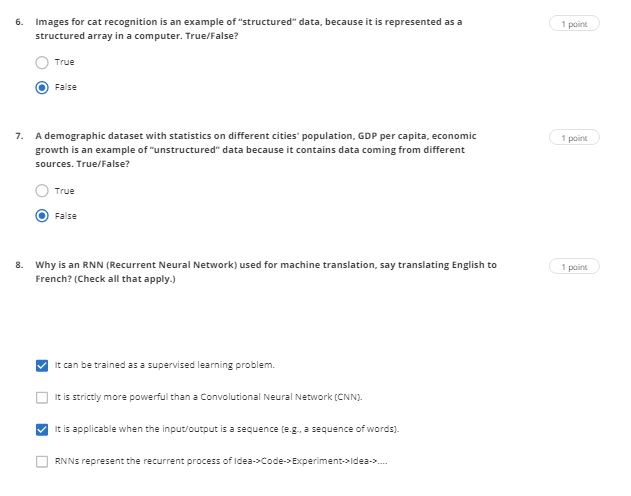 6. Images for cat recognition is an example of "structured" data, because it is represented as a
1 point
structured array in a computer. True/False?
True
False
7. A demographic dataset with statistics on different cities' population, GDP per capita, economic
1 point
growth is an example of "unstructured" data because it contains data coming from different
sources. True/False?
True
False
8. Why is an RNN (Recurrent Neural Network) used for machine translation, say translating English to
1 point
French? (Check all that apply.)
It can be trained as a supervised learning problem.
It is strictly more powerful than a Convolutional Neural Network (CNN).
It is applicable when the input/output is a sequence (e.g., a sequence of words).
RNNs represent the recurrent process of Idea->Code->Experiment->Idea->....